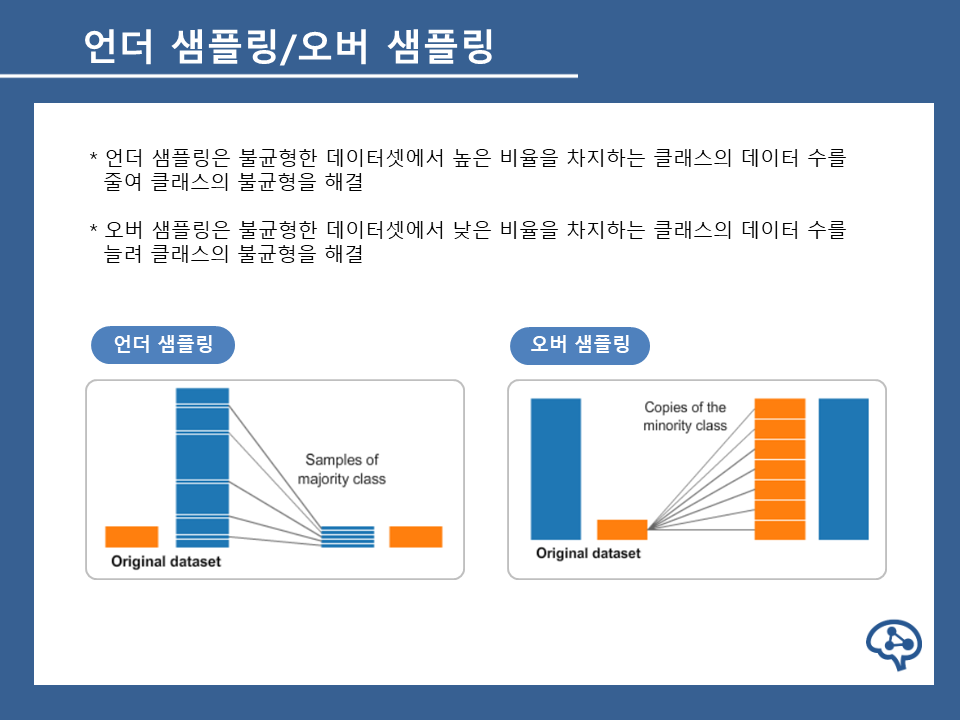 언더 샘플링/오버 샘플링
* 언더 샘플링은 불균형한 데이터셋에서 높은 비율을 차지하는 클래스의 데이터 수를
줄여 클래스의 불균형을 해결
* 오버 샘플링은 불균형한 데이터셋에서 낮은 비율을 차지하는 클래스의 데이터 수를
늘려 클래스의 불균형을 해결
언더 샘플링
Samples of
majority class
Original dataset
오버 샘플링
Copies of the
minority class
Original dataset